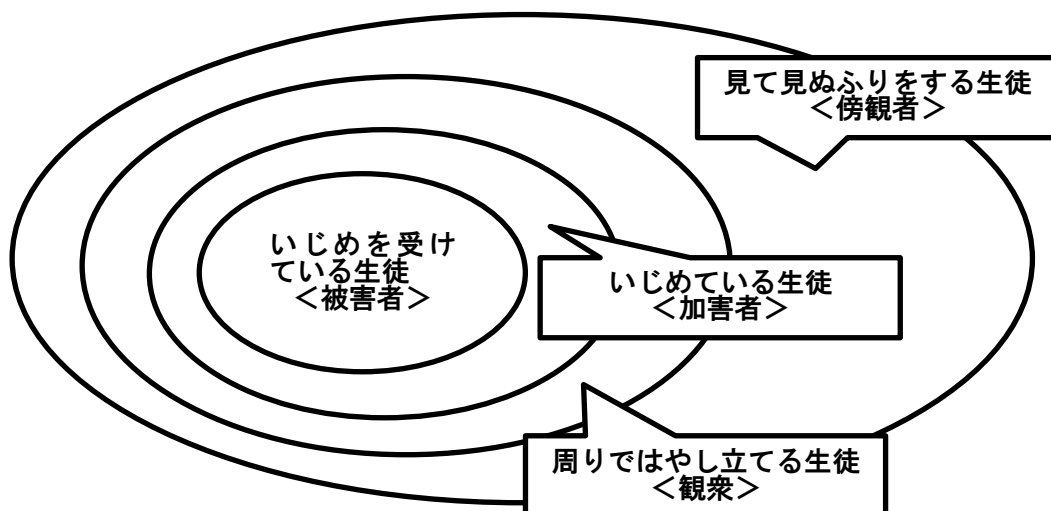 見て見ぬふりをする生徒
＜傍観者＞
いじめを受け
ている生徒
＜被害者＞
いじめている生徒
＜加害者＞
周りではやし立てる生徒
＜観衆＞